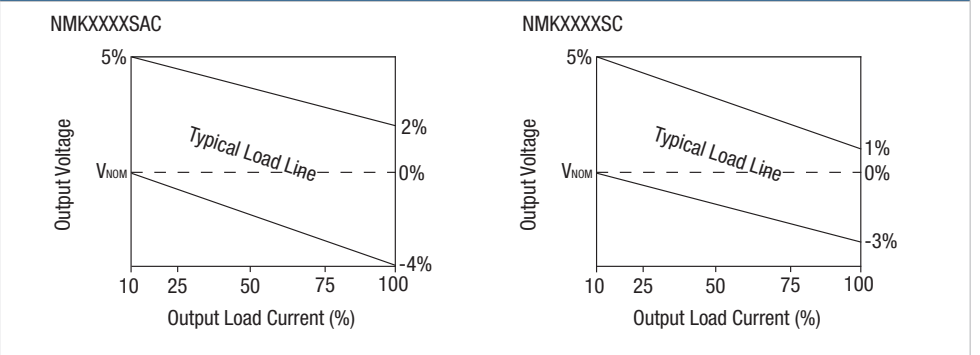 NMKXXXXSAC
5%
Output Voltage
Typical Load Line
2%
VNOM
0%
-4%
10 25 50 75 100
Output Load Current (%)
NMKXXXXSC
5%
Output Voltage
Typical Load Line
1%
VNOM
0%
-3%
10 25 50 75 100
Output Load Current (%)